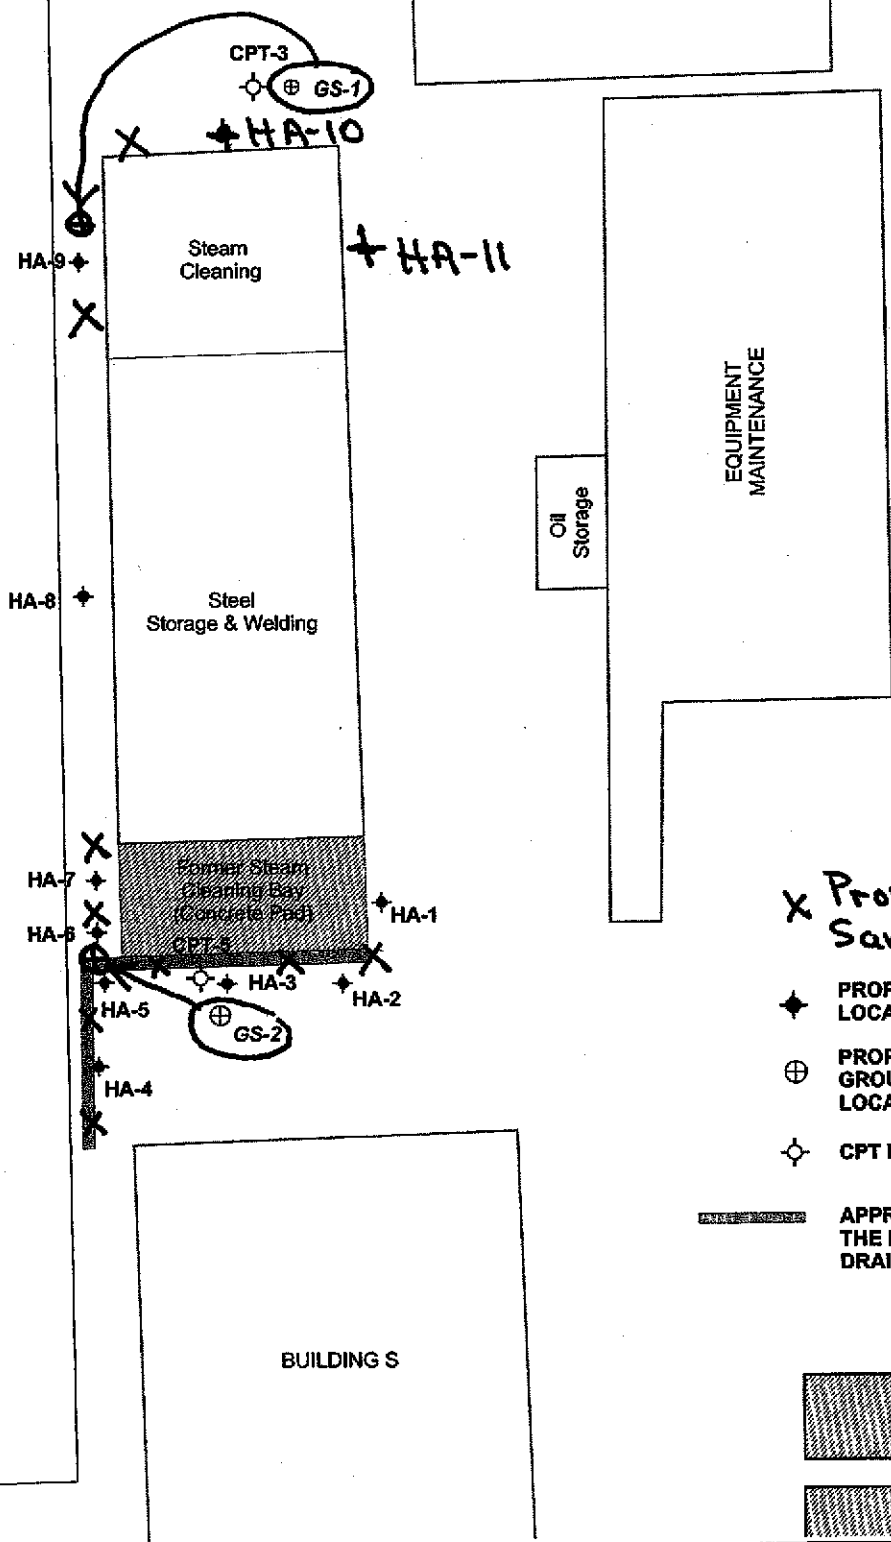 CPT-3
GS-1
HA-10
HA-9
Steam
Cleaning
HA-11
EQUIPMENT
MAINTENANCE
Oil
Storage
HA-8
Steel
Storage & Welding
HA-7
Former Steam
Cleaning Bay
(Concrete Pad)
HA-1
HA-6
CPT-5
HA-3
HA-2
HA-5
GS-2
HA-4
X
PROP
LOCA
PROP
GROU
LOCA
CPT
APPR
THE
DRAI
BUILDING S